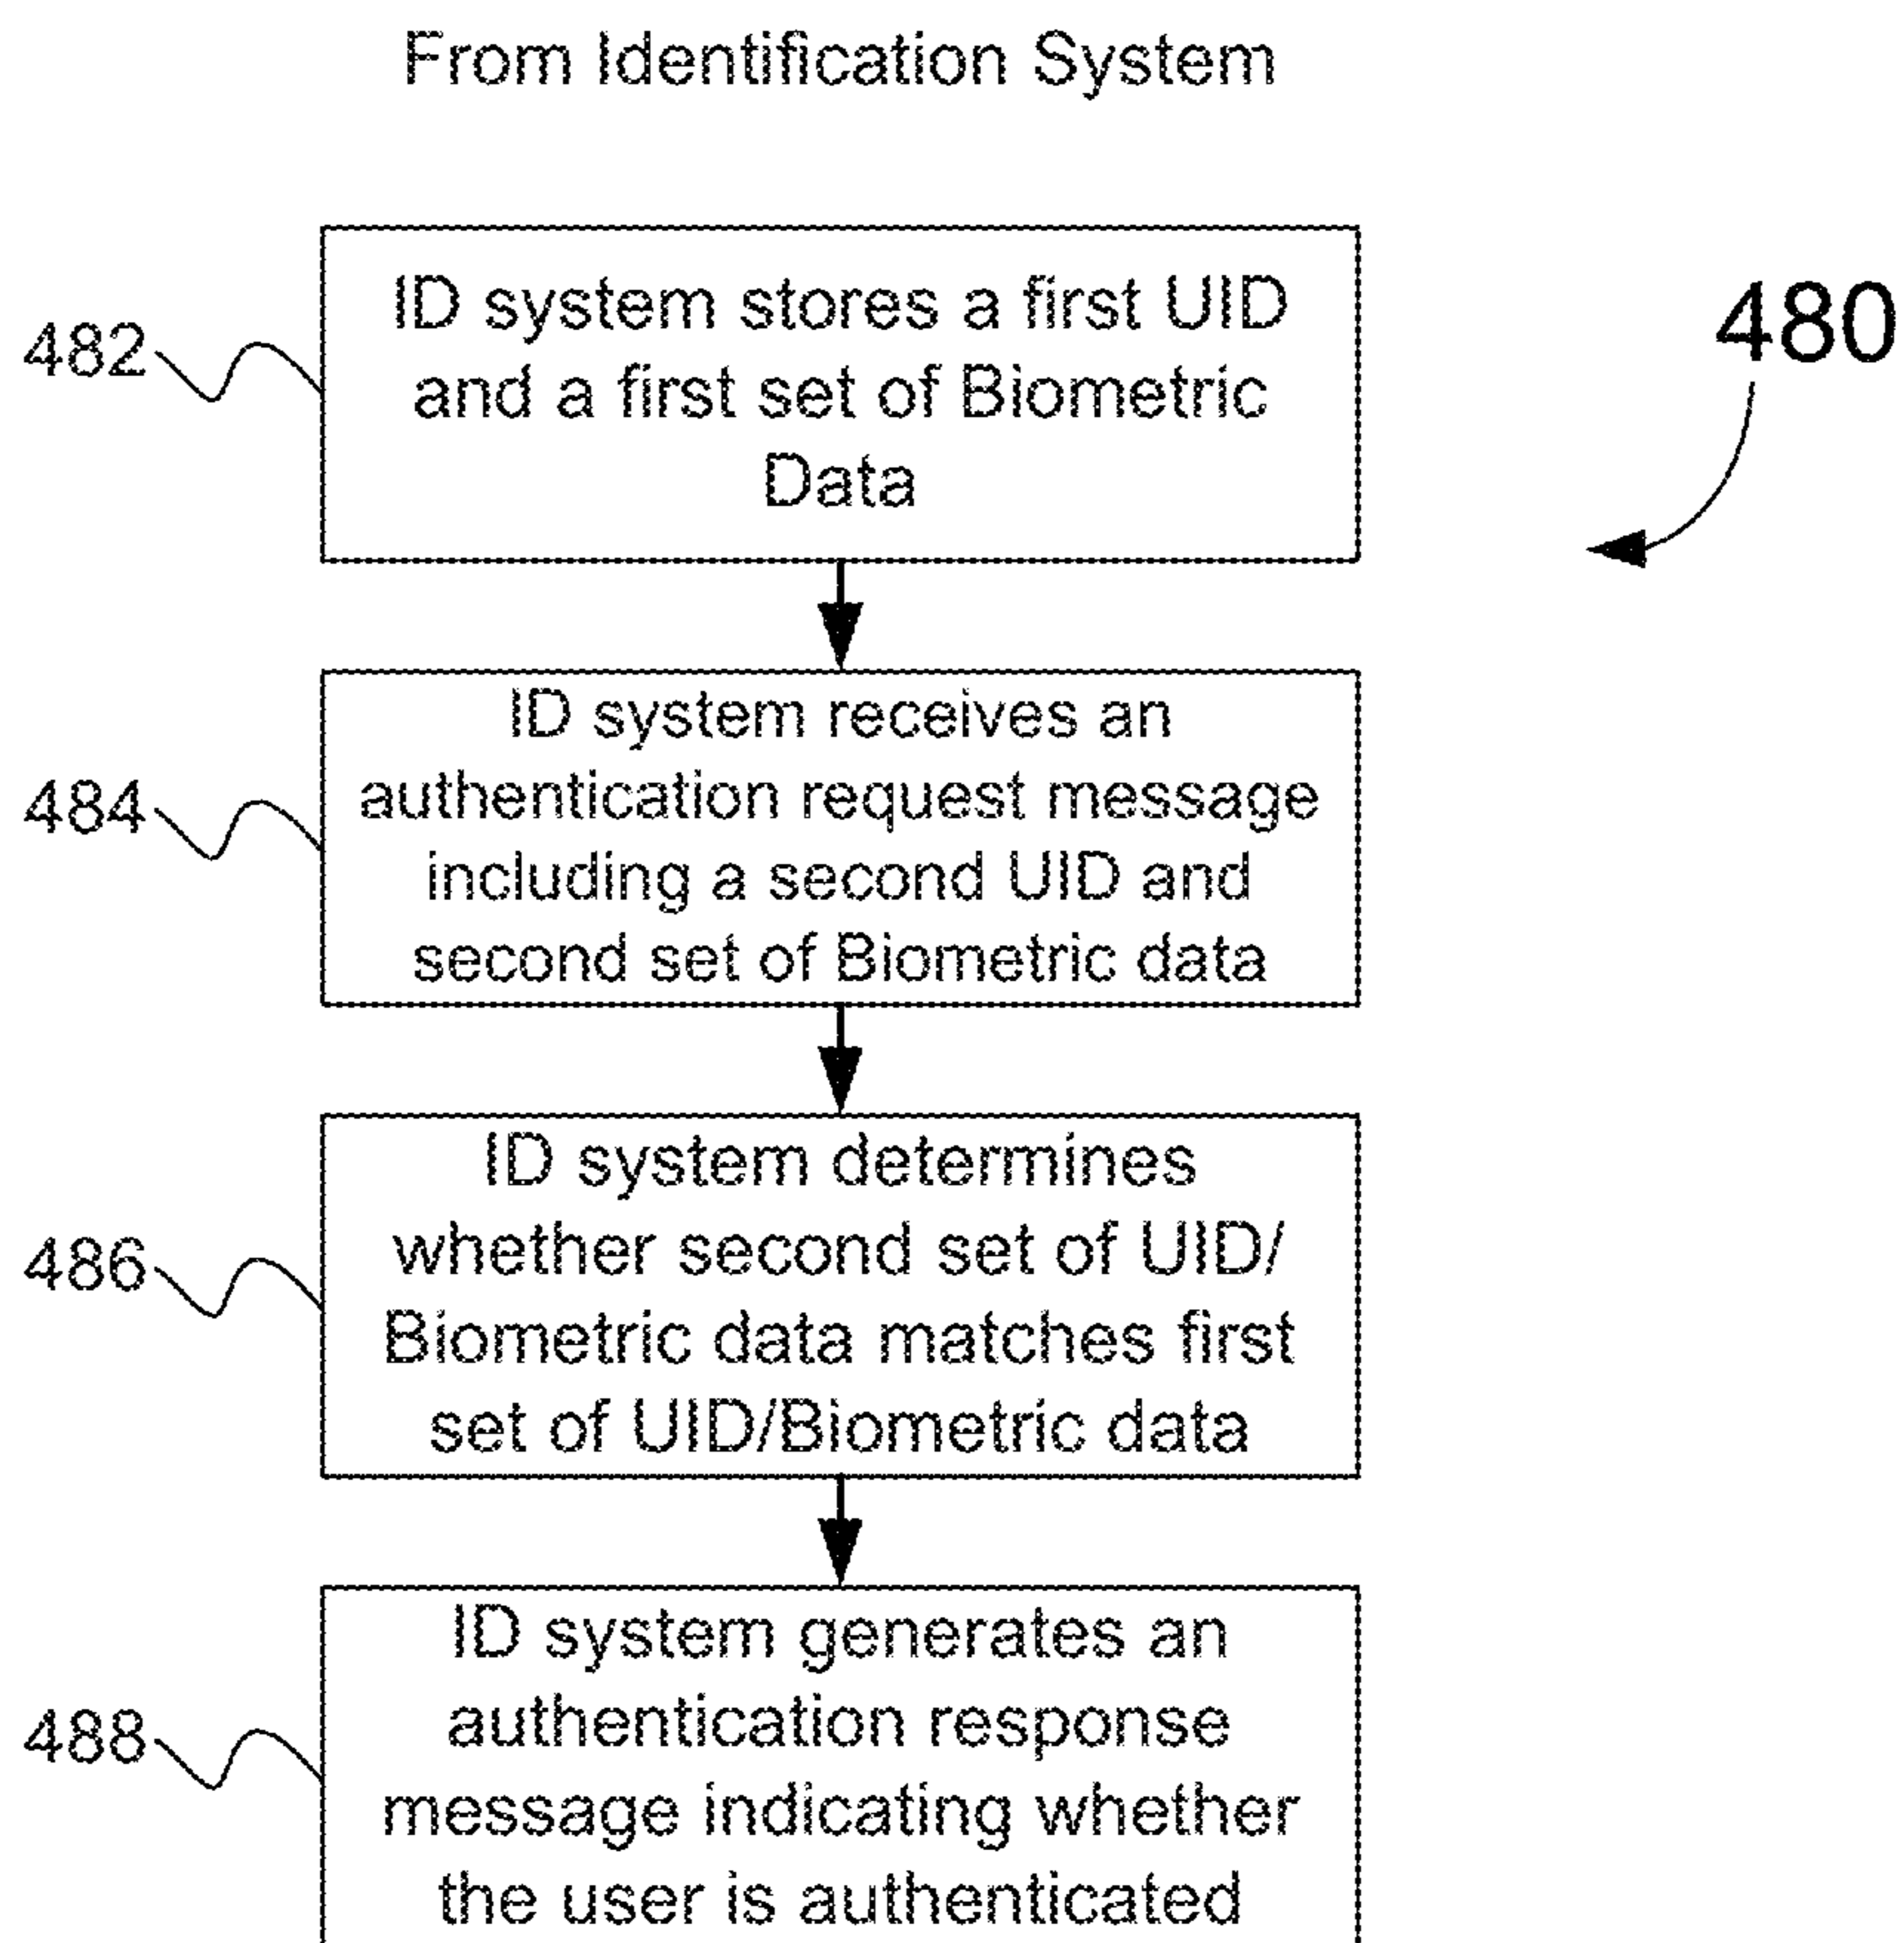 From Identification System
ID system stores a first UID
and a first set of Biometric
Data
482
480
ID system receives an
authentication request message
including a second UID and
second set of Biometric data
484
ID system determines
whether second set of UID/
Biometric data matches first
set of UID/Biometric data
486
ID system generates an
authentication response
message indicating whether
the user is authenticated
488